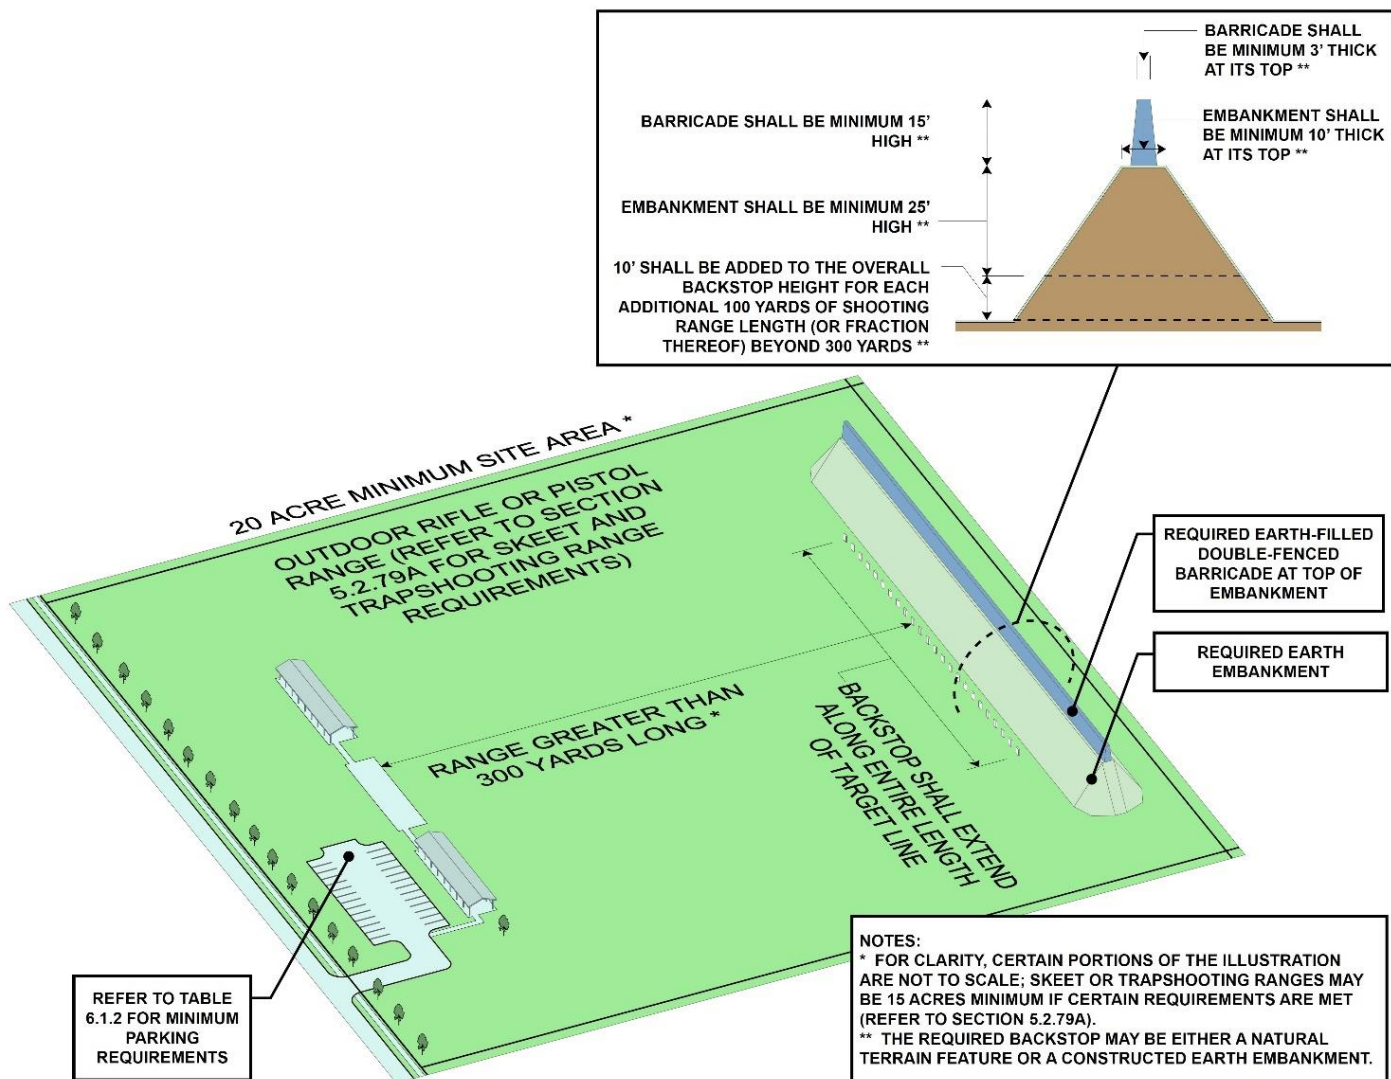 BARRICADE SHALL
BE MINIMUM 3' THICK
AT ITS TOP **
BARRICADE SHALL BE MINIMUM 15'
HIGH **
EMBANKMENT SHALL
BE MINIMUM 10' THICK
AT ITS TOP **
EMBANKMENT SHALL BE MINIMUM 25'
HIGH **
10' SHALL BE ADDED TO THE OVERALL
BACKSTOP HEIGHT FOR EACH
ADDITIONAL 100 YARDS OF SHOOTING
RANGE LENGTH (OR FRACTION
THEREOF) BEYOND 300 YARDS **
20 ACRE MINIMUM SITE AREA *
OUTDOOR RIFLE OR PISTOL
RANGE (REFER TO SECTION
5.2.79A FOR SKEET AND
TRAPSHOOTING RANGE
REQUIREMENTS)
REQUIRED EARTH-FILLED
DOUBLE-FENCED
BARRICADE AT TOP OF
EMBANKMENT
REQUIRED EARTH
EMBANKMENT
RANGE GREATER THAN
300 YARDS LONG *
BACKSTOP SHALL EXTEND
ALONG ENTIRE LENGTH
OF TARGET LINE
REFER TO TABLE
6.1.2 FOR MINIMUM
PARKING
REQUIREMENTS
NOTES:
* FOR CLARITY, CERTAIN PORTIONS OF THE ILLUSTRATION
ARE NOT TO SCALE; SKEET OR TRAPSHOOTING RANGES MAY
BE 15 ACRES MINIMUM IF CERTAIN REQUIREMENTS ARE MET
(REFER TO SECTION 5.2.79A).
** THE REQUIRED BACKSTOP MAY BE EITHER A NATURAL
TERRAIN FEATURE OR A CONSTRUCTED EARTH EMBANKMENT.